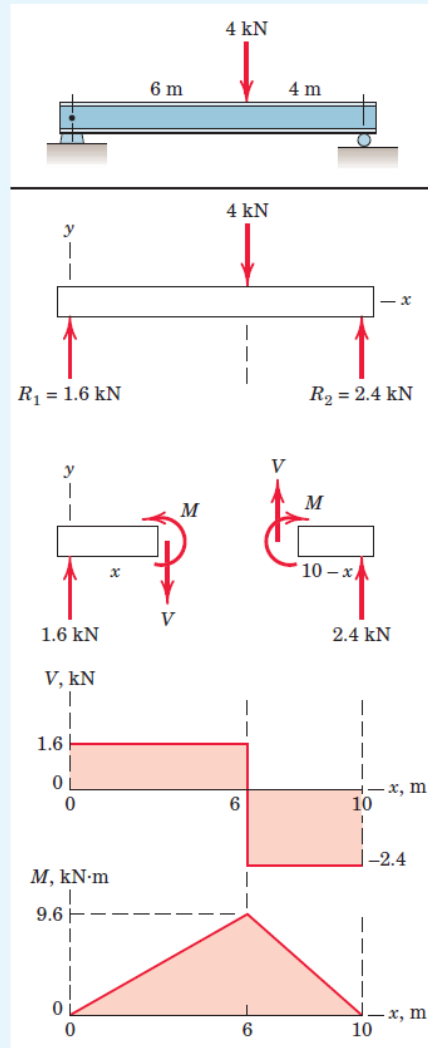 4 kN
6 m 4 m
4 kN
y
x
R₁ = 1.6 kN R₂ = 2.4 kN
y
V
M M
x 10 – x
V
1.6 kN 2.4 kN
V, kN
1.6
0
0 6 10 x, m
–2.4
M, kN·m
9.6
0
0 6 10 x, m